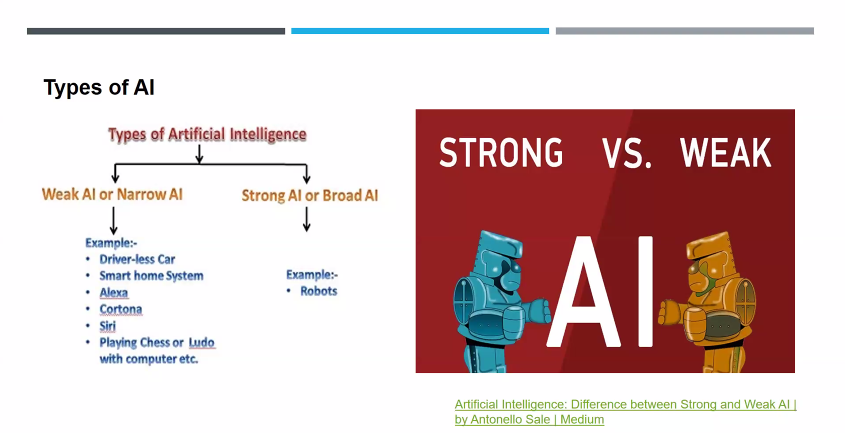 Types of AI
Types of Artificial Intelligence
Weak AI or Narrow AI
Strong AI or Broad AI
Example:-
• Driver-less Car
• Smart home System
• Alexa
• Cortona
• Siri
• Playing Chess or Ludo
with computer etc.
Example:-
• Robots
STRONG VS. WEAK
AI
Artificial Intelligence: Difference between Strong and Weak AI |
by Antonello Sale | Medium